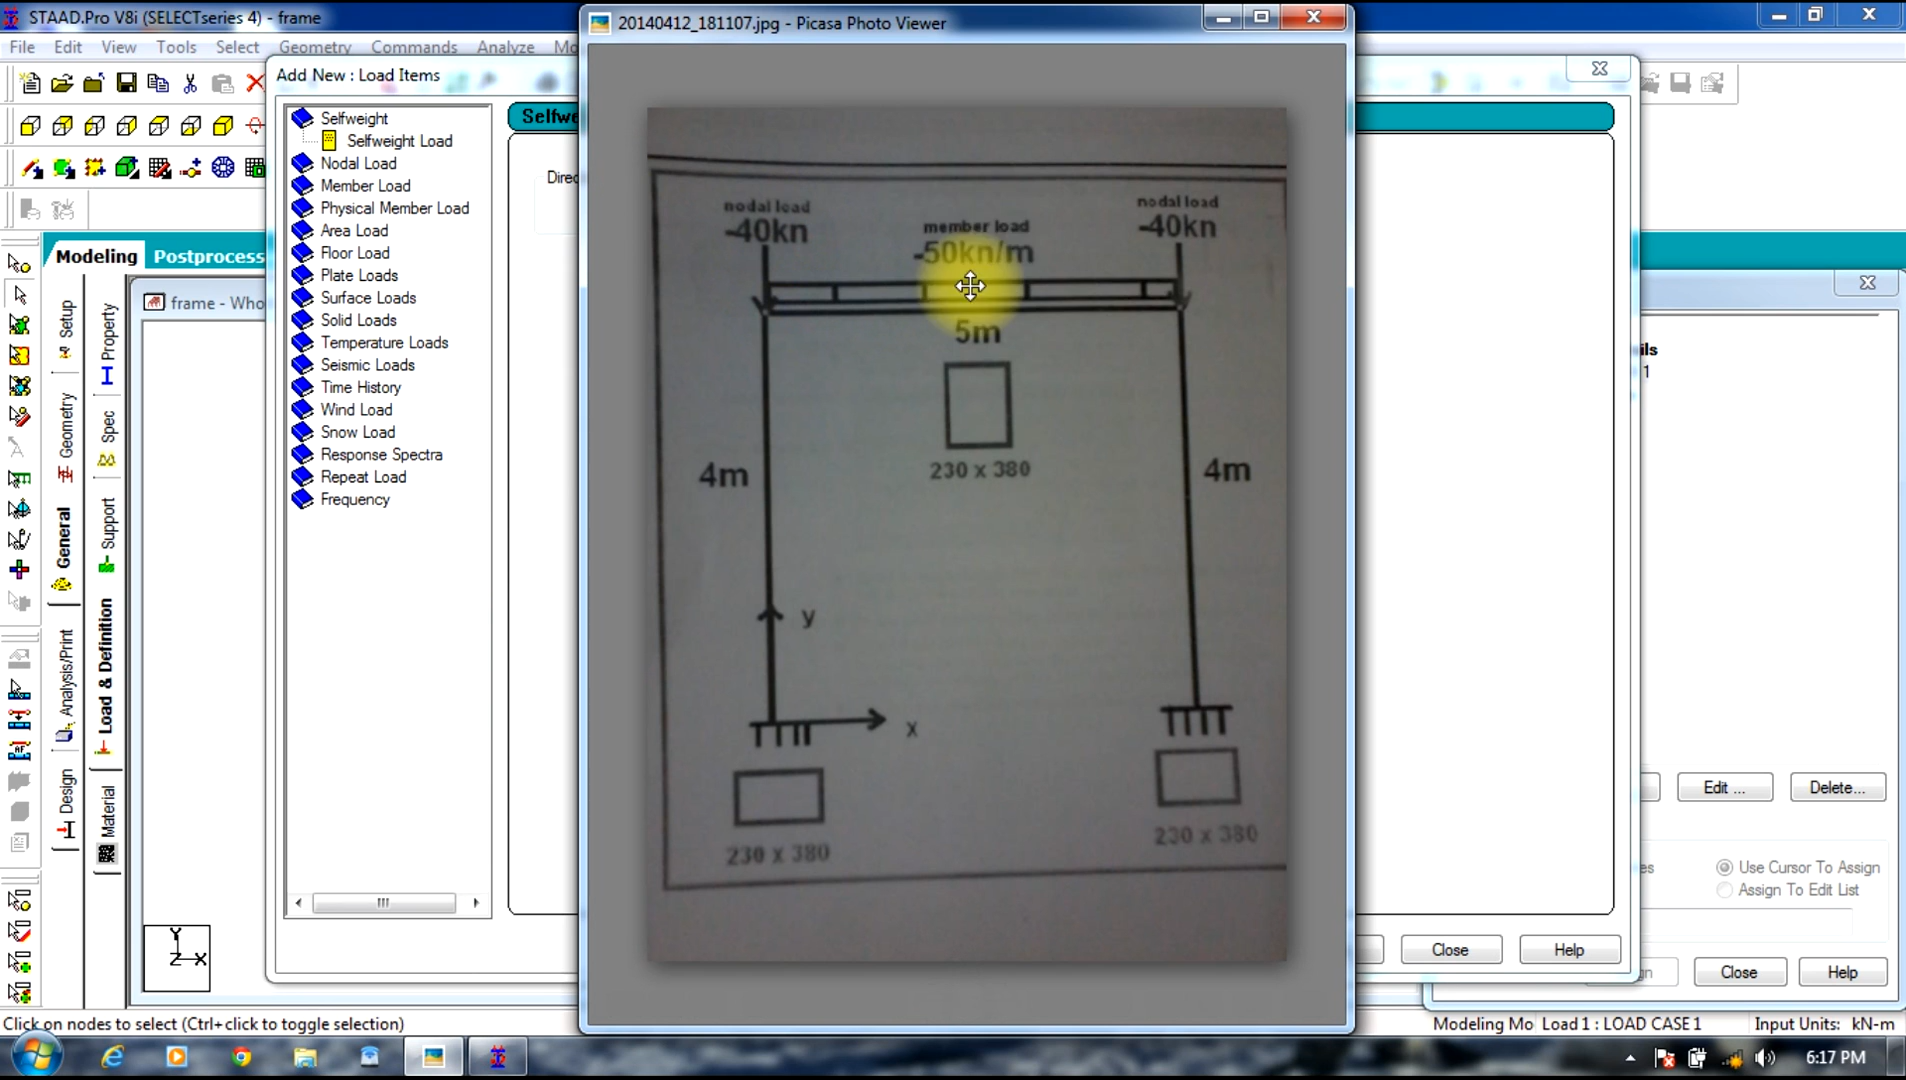 STAAD.Pro V8i (SELECTseries 4) - frame
20140412_181107.jpg - Picasa Photo Viewer
File Edit View Tools Select Geometry Commands Analyze
Add New : Load Items
Selfweight
Selfweight Load
Nodal Load
Member Load
Physical Member Load
Area Load
Floor Load
Plate Loads
Surface Loads
Solid Loads
Temperature Loads
Seismic Loads
Time History
Wind Load
Snow Load
Response Spectra
Repeat Load
Frequency
Modeling
Postprocess
frame - Who
Setup
Geometry
General
Analysis/Print
Design
Property
Spec
Support
Load & Definition
Material
nodal load
-40kn
member load
-50kn/m
nodal load
-40kn
5m
230 x 380
4m
4m
y
x
230 x 380
230 x 380
Y
Z X
1
Edit ...
Delete...
Use Cursor To Assign
Assign To Edit List
Close
Help
Close
Help
Click on nodes to select (Ctrl+click to toggle selection)
Modeling Mo
Load 1 : LOAD CASE 1
Input Units: kN-m
6:17 PM